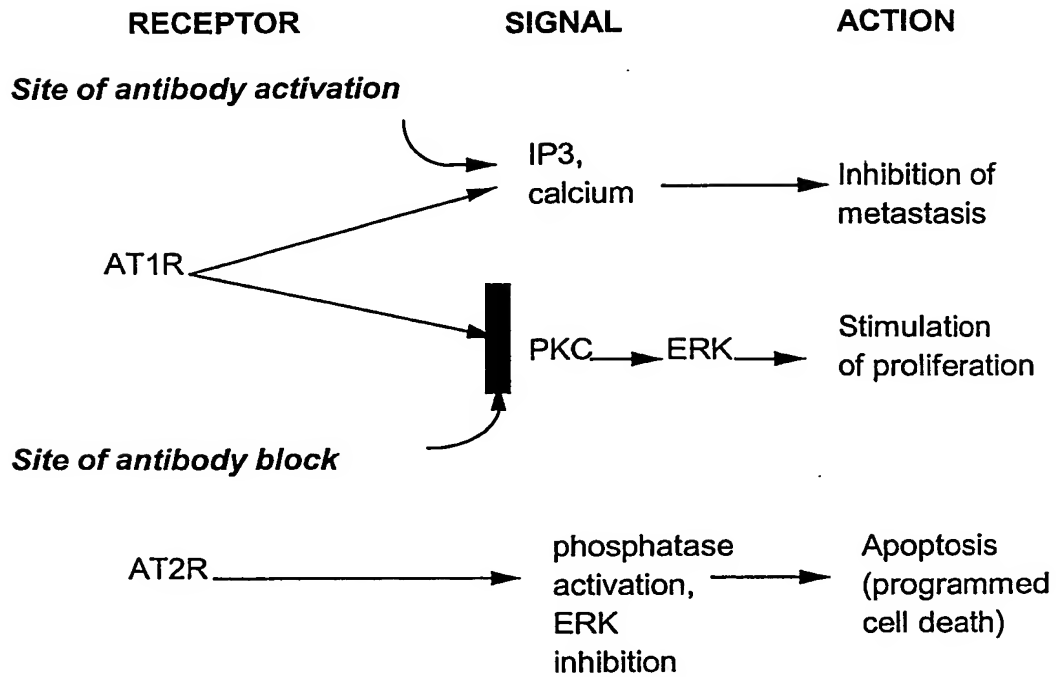 RECEPTOR SIGNAL ACTION
Site of antibody activation
IP3,
calcium
Inhibition of
metastasis
AT1R
PKC ERK
Stimulation
of proliferation
Site of antibody block
AT2R
phosphatase
activation,
ERK
inhibition
Apoptosis
(programmed
cell death)